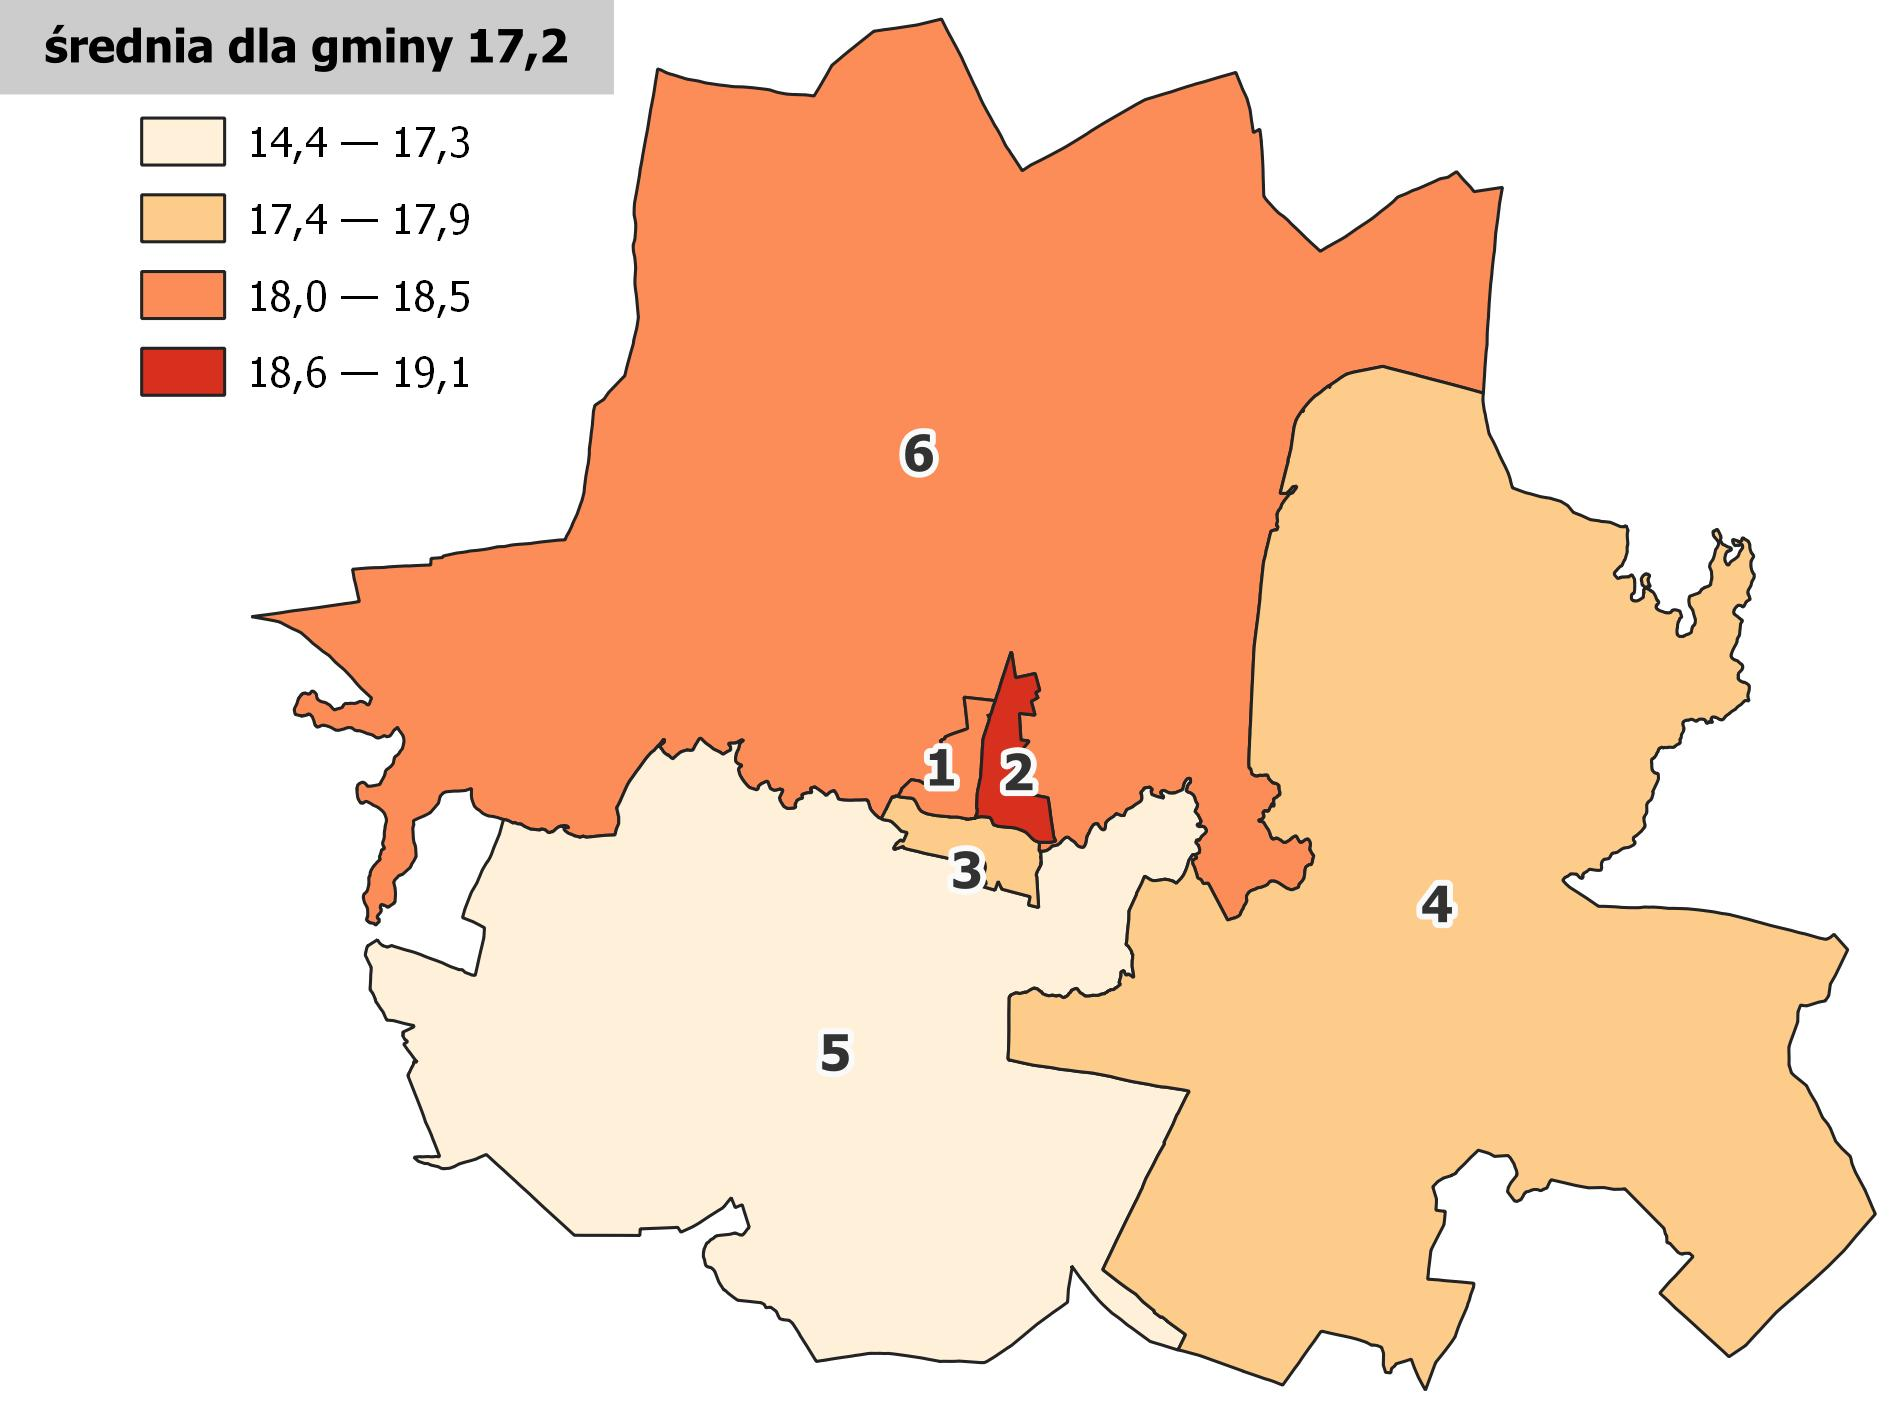 średnia dla gminy 17,2
14,4 — 17,3
17,4 — 17,9
18,0 — 18,5
18,6 — 19,1
6
1
2
3
4
5